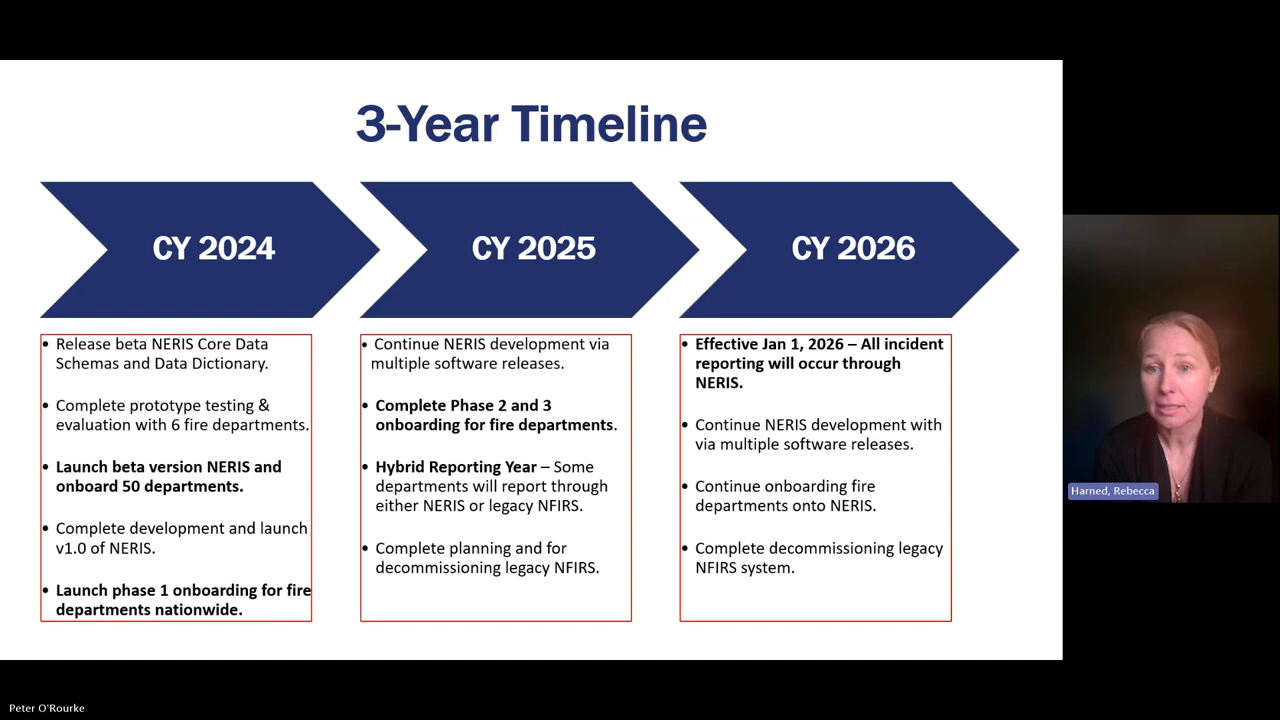 3-Year Timeline
CY 2024
CY 2025
CY 2026
• Release beta NERIS Core Data
Schemas and Data Dictionary.
• Complete prototype testing &
evaluation with 6 fire departments.
• Launch beta version NERIS and
onboard 50 departments.
• Complete development and launch
v1.0 of NERIS.
• Launch phase 1 onboarding for fire
departments nationwide.
• Continue NERIS development via
multiple software releases.
• Complete Phase 2 and 3
onboarding for fire departments.
• Hybrid Reporting Year – Some
departments will report through
either NERIS or legacy NFIRS.
• Complete planning and for
decommissioning legacy NFIRS.
• Effective Jan 1, 2026 – All incident
reporting will occur through
NERIS.
• Continue NERIS development with
via multiple software releases.
• Continue onboarding fire
departments onto NERIS.
• Complete decommissioning legacy
NFIRS system.
Harned, Rebecca
Peter O'Rourke